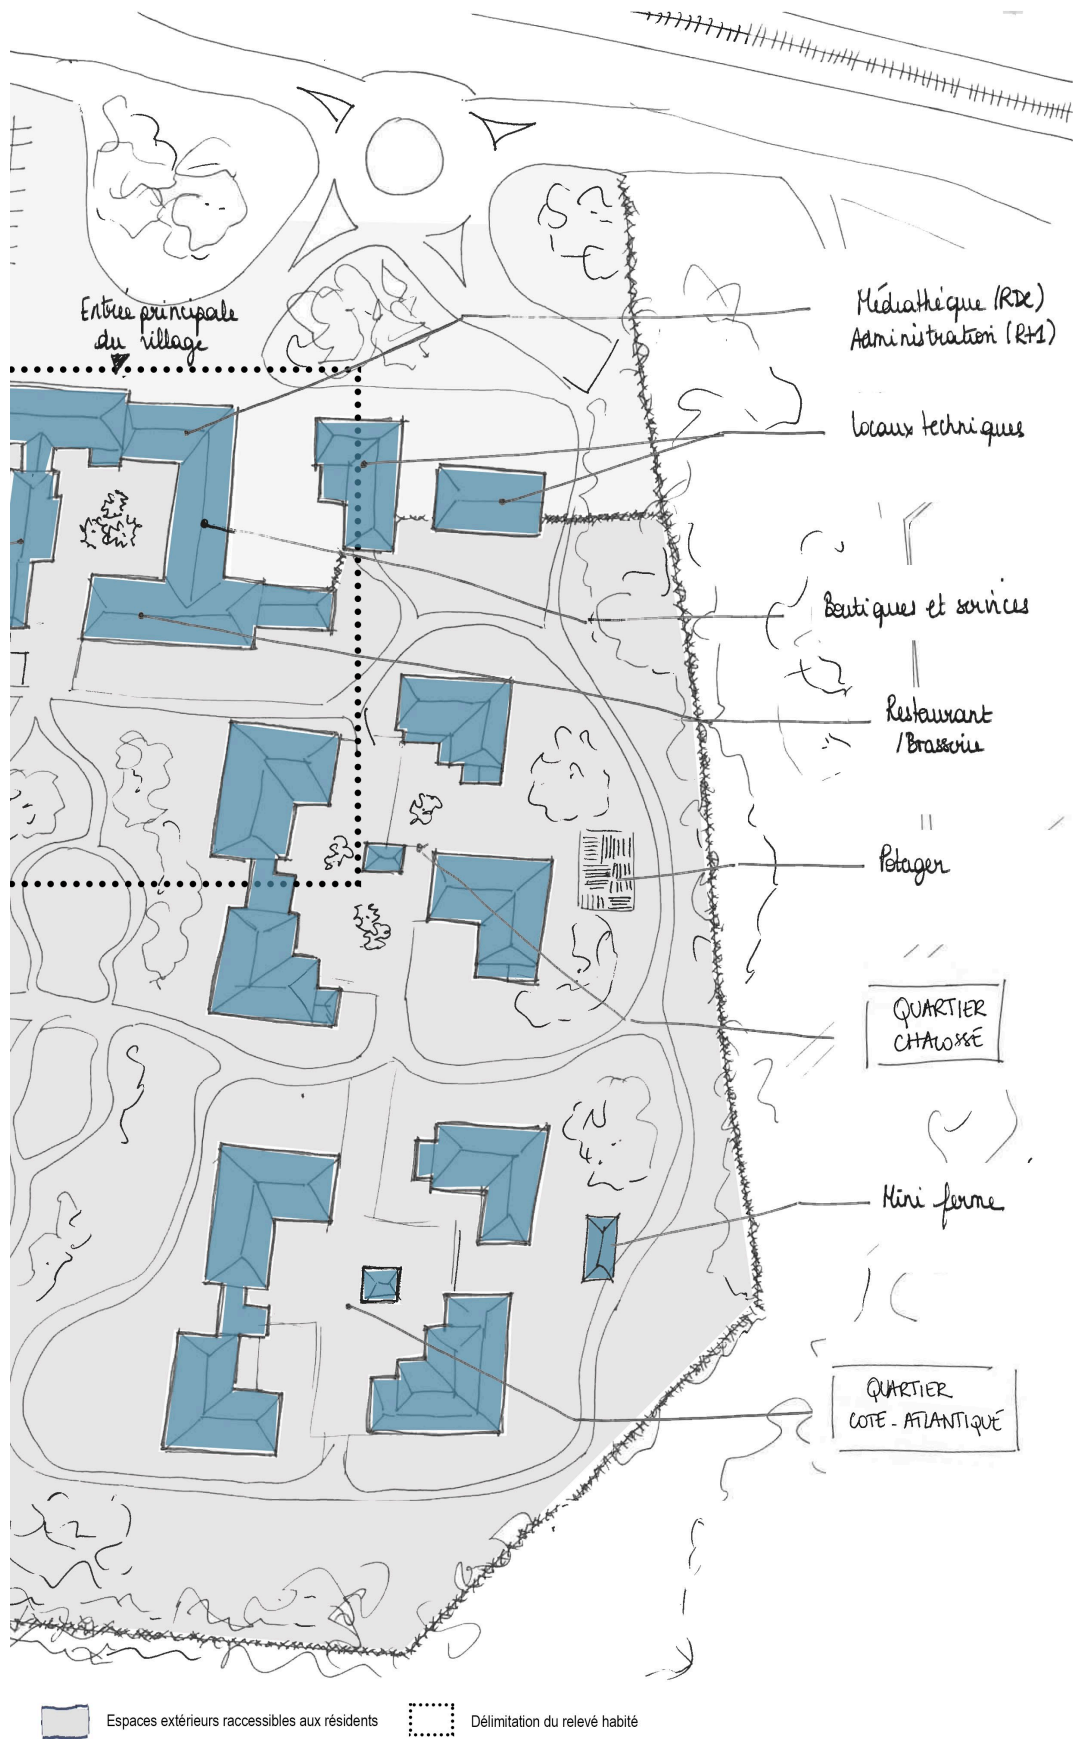 Entrée principale
du village
Médiathéque (RDC)
Administration (R+1)
locaux techniques
Boutiques et services
Restaurant
/Brasserie
Potager
QUARTIER
CHALOSSE
Mini ferme
QUARTIER
COTE-ATLANTIQUE
Espaces extérieurs raccessibles aux résidents
Délimitation du relevé habité